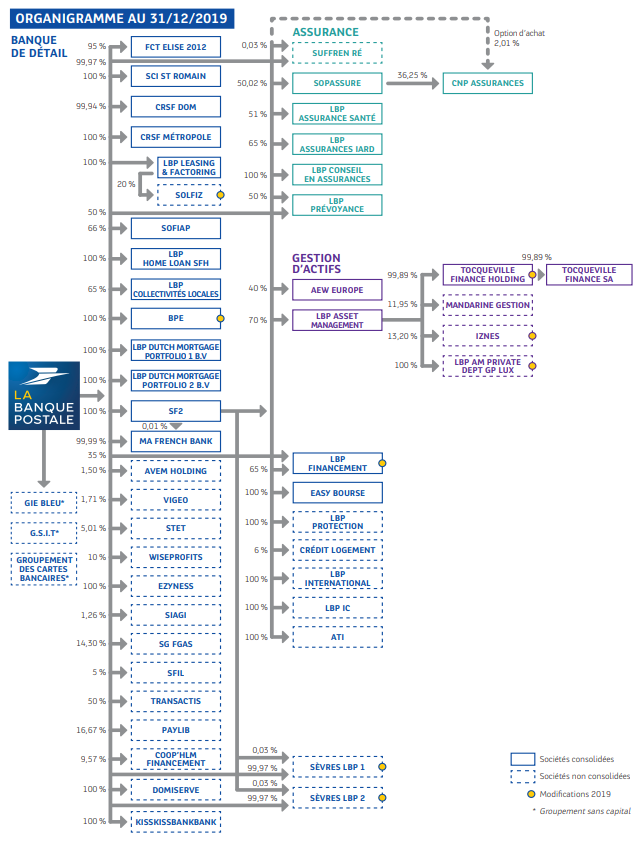 ORGANIGRAMME AU 31/12/2019
BANQUE
DE DÉTAIL
95 %
FCT ELISE 2012
99,97 %
100 %
SCI ST ROMAIN
99,94 %
CRSF DOM
100 %
CRSF MÉTROPOLE
100 %
LBP LEASING
& FACTORING
20 %
SOLFIZ
50 %
66 %
SOFIAP
100 %
LBP
HOME LOAN SFH
65 %
LBP
COLLECTIVITÉS LOCALES
100 %
BPE
100 %
LBP DUTCH MORTGAGE
PORTFOLIO 1 B.V
100 %
LBP DUTCH MORTGAGE
PORTFOLIO 2 B.V
100 %
SF2
0,01 %
99,99 %
MA FRENCH BANK
35 %
1,50 %
AVEM HOLDING
1,71 %
VIGEO
5,01 %
STET
10 %
WISEPROFITS
100 %
EZYNESS
1,26 %
SIAGI
14,30 %
SG FGAS
5 %
SFIL
50 %
TRANSACTIS
16,67 %
PAYLIB
9,57 %
COOP'HLM
FINANCEMENT
100 %
DOMISERVE
100 %
KISSKISSBANKBANK
LA
BANQUE
POSTALE
GIE BLEU*
G.S.I.T*
GROUPEMENT
DES CARTES
BANCAIRES*
ASSURANCE
Option d'achat
2,01 %
0,03 %
SUFFREN RÉ
50,02 %
SOPASSURE
36,25 %
CNP ASSURANCES
51 %
LBP
ASSURANCE SANTÉ
65 %
LBP
ASSURANCES IARD
100 %
LBP CONSEIL
EN ASSURANCES
50 %
LBP
PRÉVOYANCE
GESTION
D'ACTIFS
40 %
AEW EUROPE
70 %
LBP ASSET
MANAGEMENT
99,89 %
TOCQUEVILLE
FINANCE HOLDING
99,89 %
TOCQUEVILLE
FINANCE SA
11,95 %
MANDARINE GESTION
13,20 %
IZNES
100 %
LBP AM PRIVATE
DEPT GP LUX
65 %
LBP
FINANCEMENT
100 %
EASY BOURSE
100 %
LBP
PROTECTION
6 %
CRÉDIT LOGEMENT
100 %
LBP
INTERNATIONAL
100 %
LBP IC
100 %
ATI
0,03 %
99,97 %
SÈVRES LBP 1
0,03 %
99,97 %
SÈVRES LBP 2
Sociétés consolidées
Sociétés non consolidées
Modifications 2019
* Groupement sans capital